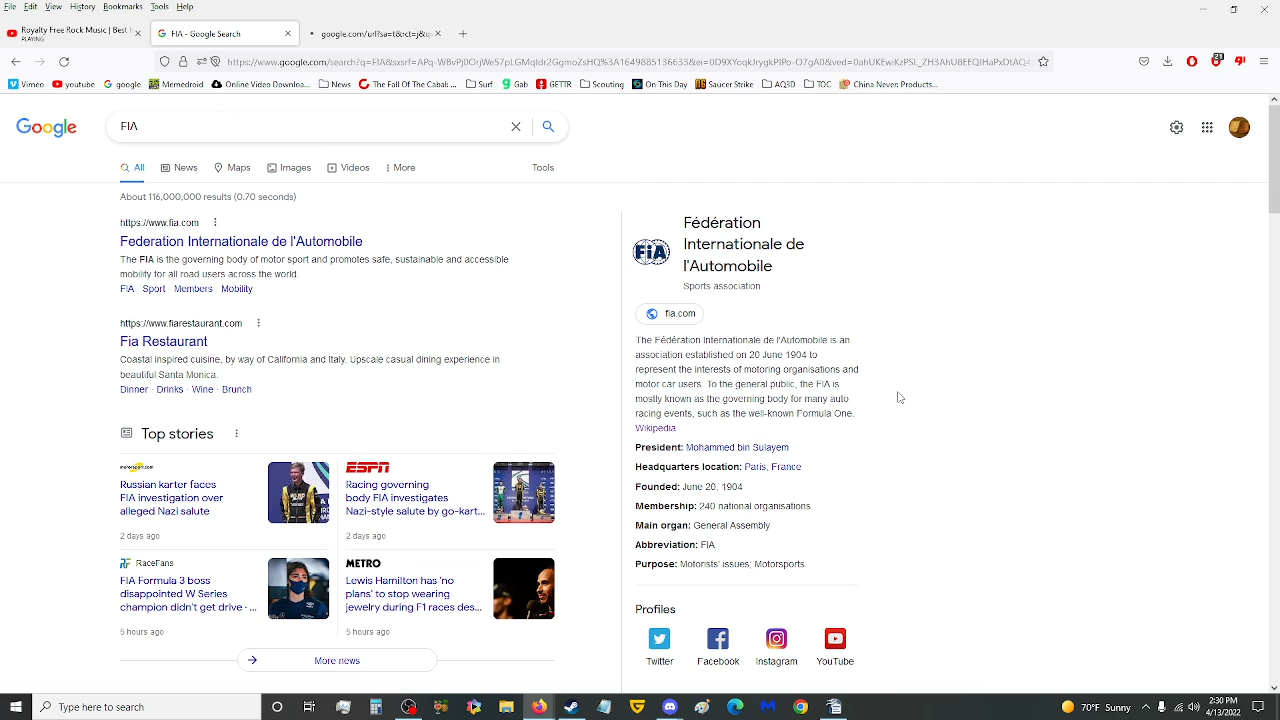 File Edit View History Bookmarks Tools Help
Royalty Free Rock Music | Best
PLAYING
FIA - Google Search
google.com/url?sa=t&rct=j&q=
Vimeo youtube google Memedroid Online Video Downloa... News The Fall Of The Cabal: ... Surf Gab GETTR Scouting On This Day Saucer Strike AQ3D TOC China Never Products...
Google
FIA
All News Maps Images Videos More Tools
About 116,000,000 results (0.70 seconds)
https://www.fia.com
Federation Internationale de l'Automobile
The FIA is the governing body of motor sport and promotes safe, sustainable and accessible
mobility for all road users across the world.
FIA · Sport · Members · Mobility
https://www.fiarestaurant.com
Fia Restaurant
Coastal inspired cuisine, by way of California and Italy. Upscale casual dining experience in
beautiful Santa Monica.
Dinner · Drinks · Wine · Brunch
Top stories
motorsport.com
Russian karter faces
FIA investigation over
alleged Nazi salute
2 days ago
ESPN
Racing governing
body FIA investigates
Nazi-style salute by go-kart...
2 days ago
RaceFans
FIA Formula 3 boss
disappointed W Series
champion didn't get drive - ...
5 hours ago
METRO
Lewis Hamilton has 'no
plans' to stop wearing
jewelry during F1 races des...
5 hours ago
More news
FIA
Fédération
Internationale de
l'Automobile
Sports association
fia.com
The Fédération Internationale de l'Automobile is an
association established on 20 June 1904 to
represent the interests of motoring organisations and
motor car users. To the general public, the FIA is
mostly known as the governing body for many auto
racing events, such as the well-known Formula One.
Wikipedia
President: Mohammed bin Sulayem
Headquarters location: Paris, France
Founded: June 20, 1904
Membership: 240 national organisations
Main organ: General Assembly
Abbreviation: FIA
Purpose: Motorists' issues; Motorsports
Profiles
Twitter Facebook Instagram YouTube
Type here to search
70°F Sunny
2:30 PM
4/13/2022